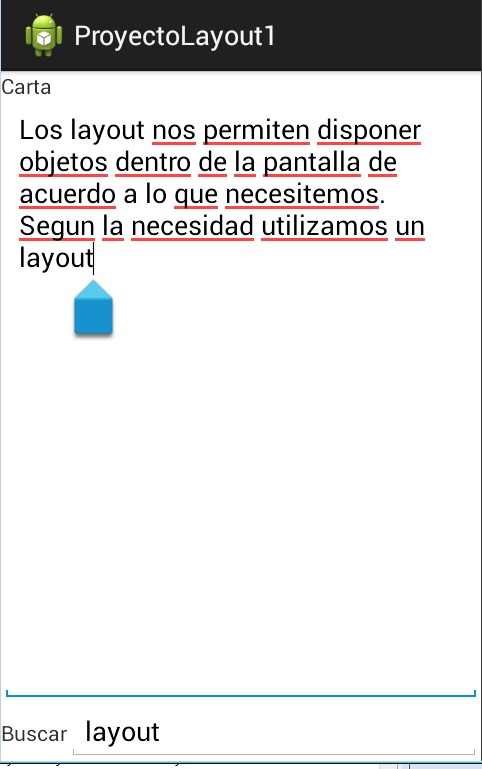 ProyectoLayout1
Carta
Los layout nos permiten disponer
objetos dentro de la pantalla de
acuerdo a lo que necesitemos.
Segun la necesidad utilizamos un
layout
Buscar layout